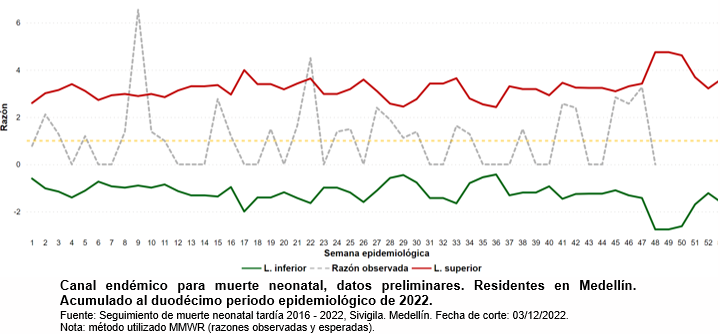 6
4
2
0
-2
Razón
1 2 3 4 5 6 7 8 9 10 11 12 13 14 15 16 17 18 19 20 21 22 23 24 25 26 27 28 29 30 31 32 33 34 35 36 37 38 39 40 41 42 43 44 45 46 47 48 49 50 51 52
Semana epidemiológica
L. inferior Razón observada L. superior
Canal endémico para muerte neonatal, datos preliminares. Residentes en Medellín.
Acumulado al duodécimo periodo epidemiológico de 2022.
Fuente: Seguimiento de muerte neonatal tardía 2016 - 2022, Sivigila. Medellín. Fecha de corte: 03/12/2022.
Nota: método utilizado MMWR (razones observadas y esperadas).